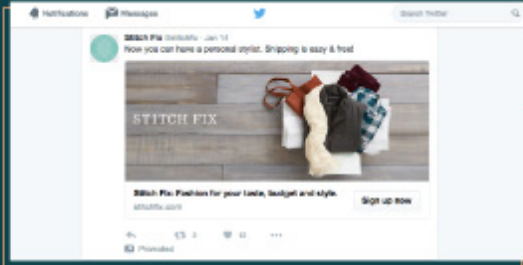 Notifications Messages Search Twitter
Stitch Fix @stitchfix · Jan 14
Now you can have a personal stylist. Shipping is easy & free!
STITCH FIX
Stitch Fix: Fashion for your taste, budget and style.
stitchfix.com
Sign up now
Promoted